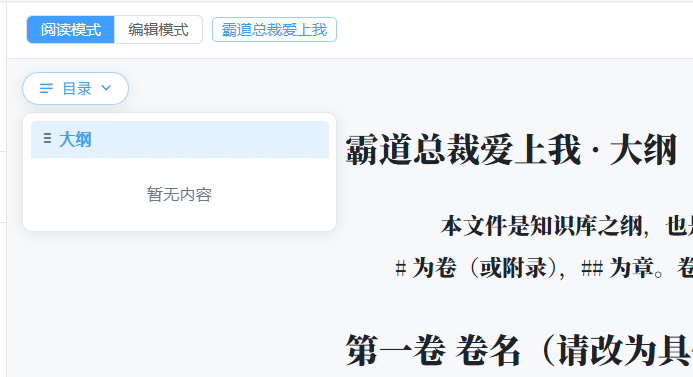 阅读模式 编辑模式 霸道总裁爱上我
目录
大纲
暂无内容
霸道总裁爱上我 · 大纲
本文件是知识库之纲，也
# 为卷（或附录），## 为章。卷
第一卷 卷名（请改为具